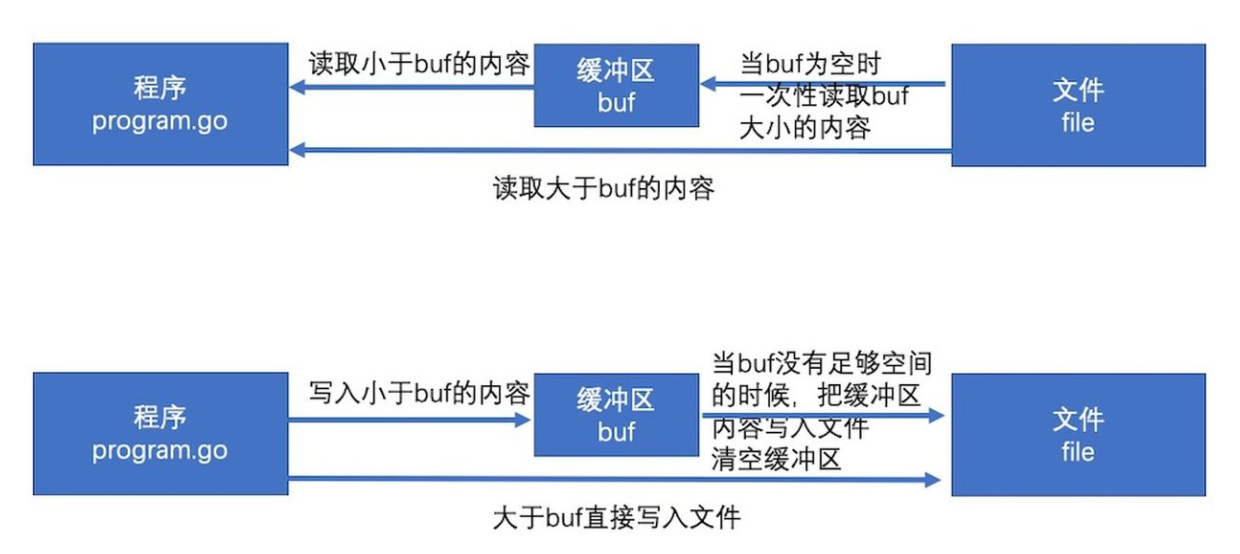 程序
program.go
读取小于buf的内容
缓冲区
buf
当buf为空时
一次性读取buf
大小的内容
文件
file
读取大于buf的内容
程序
program.go
写入小于buf的内容
缓冲区
buf
当buf没有足够空间
的时候，把缓冲区
内容写入文件
清空缓冲区
文件
file
大于buf直接写入文件